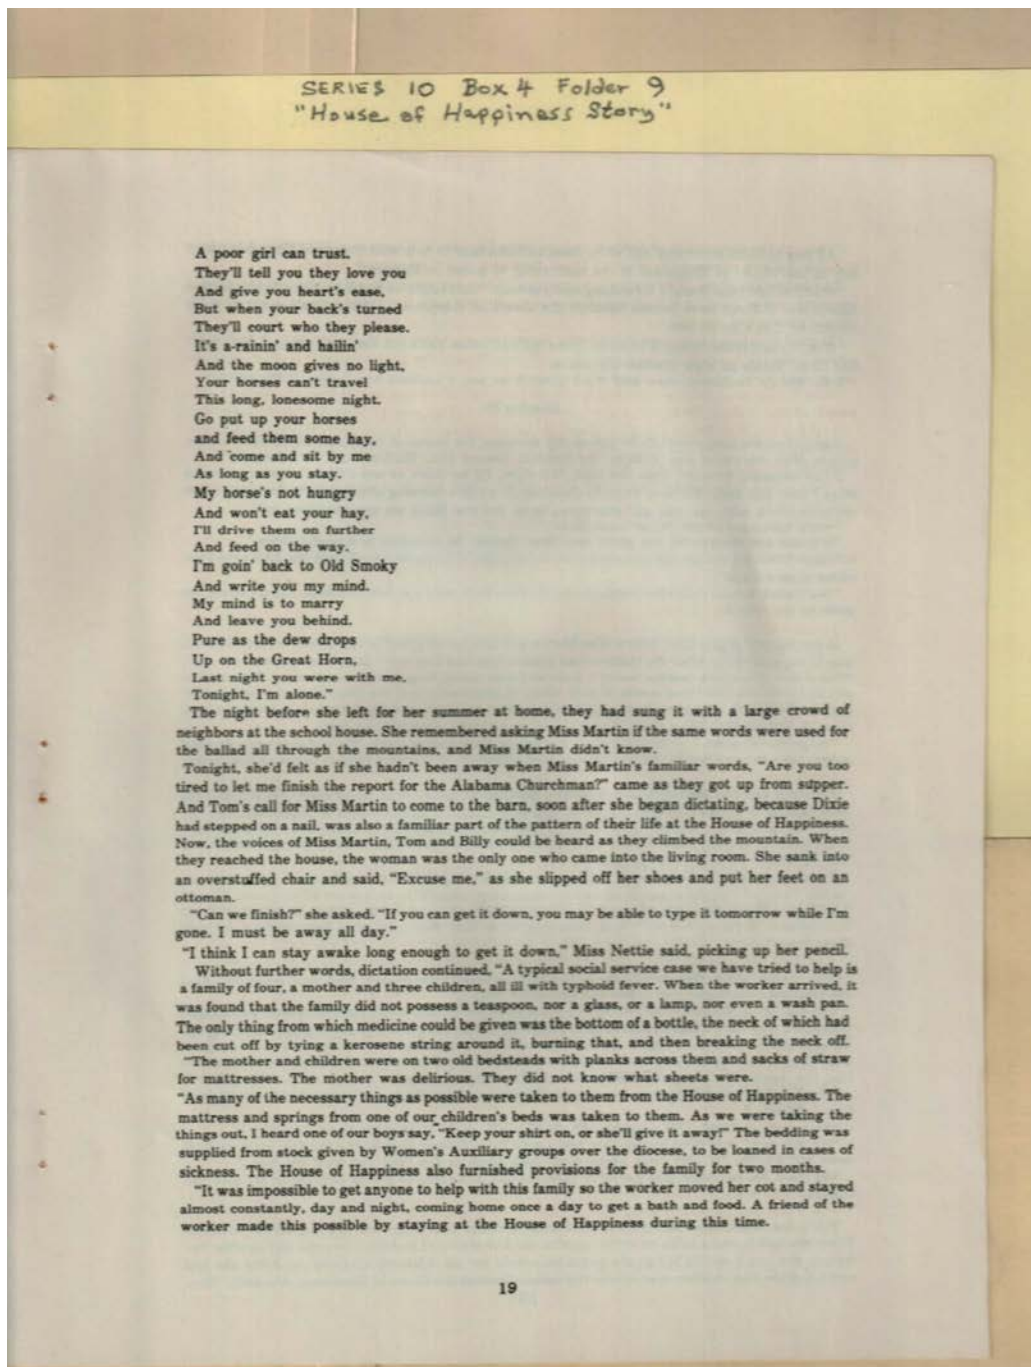 SERIES 10 Box 4 Folder 9
"House of Happiness Story"
A poor girl can trust.
They'll tell you they love you
And give you heart's ease,
But when your back's turned
They'll court who they please.
It's a-rainin' and hailin'
And the moon gives no light,
Your horses can't travel
This long, lonesome night.
Go put up your horses
and feed them some hay,
And come and sit by me
As long as you stay.
My horse's not hungry
And won't eat your hay,
I'll drive them on further
And feed on the way.
I'm goin' back to Old Smoky
And write you my mind.
My mind is to marry
And leave you behind.
Pure as the dew drops
Up on the Great Horn,
Last night you were with me,
Tonight, I'm alone."
The night before she left for her summer at home, they had sung it with a large crowd of
neighbors at the school house. She remembered asking Miss Martin if the same words were used for
the ballad all through the mountains, and Miss Martin didn't know.
Tonight, she'd felt as if she hadn't been away when Miss Martin's familiar words, "Are you too
tired to let me finish the report for the Alabama Churchman?" came as they got up from supper.
And Tom's call for Miss Martin to come to the barn, soon after she began dictating, because Dixie
had stepped on a nail, was also a familiar part of the pattern of their life at the House of Happiness.
Now, the voices of Miss Martin, Tom and Billy could be heard as they climbed the mountain. When
they reached the house, the woman was the only one who came into the living room. She sank into
an overstuffed chair and said, "Excuse me," as she slipped off her shoes and put her feet on an
ottoman.
"Can we finish?" she asked. "If you can get it down, you may be able to type it tomorrow while I'm
gone. I must be away all day."
"I think I can stay awake long enough to get it down," Miss Nettie said, picking up her pencil.
Without further words, dictation continued, "A typical social service case we have tried to help is
a family of four, a mother and three children, all ill with typhoid fever. When the worker arrived, it
was found that the family did not possess a teaspoon, nor a glass, or a lamp, nor even a wash pan.
The only thing from which medicine could be given was the bottom of a bottle, the neck of which had
been cut off by tying a kerosene string around it, burning that, and then breaking the neck off.
"The mother and children were on two old bedsteads with planks across them and sacks of straw
for mattresses. The mother was delirious. They did not know what sheets were.
"As many of the necessary things as possible were taken to them from the House of Happiness. The
mattress and springs from one of our children's beds was taken to them. As we were taking the
things out, I heard one of our boys say, "Keep your shirt on, or she'll give it away!" The bedding was
supplied from stock given by Women's Auxiliary groups over the diocese, to be loaned in cases of
sickness. The House of Happiness also furnished provisions for the family for two months.
"It was impossible to get anyone to help with this family so the worker moved her cot and stayed
almost constantly, day and night, coming home once a day to get a bath and food. A friend of the
worker made this possible by staying at the House of Happiness during this time.
19